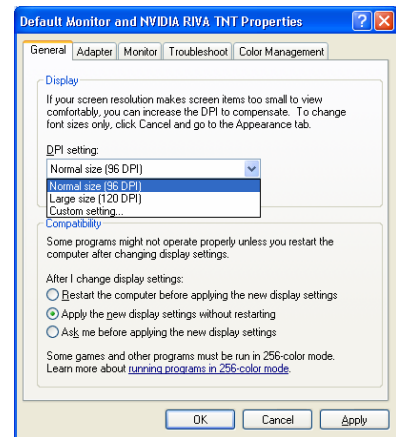 Default Monitor and NVIDIA RIVA TNT Properties
General Adapter Monitor Troubleshoot Color Management
Display
If your screen resolution makes screen items too small to view
comfortably, you can increase the DPI to compensate. To change
font sizes only, click Cancel and go to the Appearance tab.
DPI setting:
Normal size (96 DPI)
Normal size (96 DPI)
Large size (120 DPI)
Custom setting...
Compatibility
Some programs might not operate properly unless you restart the
computer after changing display settings.
After I change display settings:
Restart the computer before applying the new display settings
Apply the new display settings without restarting
Ask me before applying the new display settings
Some games and other programs must be run in 256-color mode.
Learn more about running programs in 256-color mode.
OK Cancel Apply